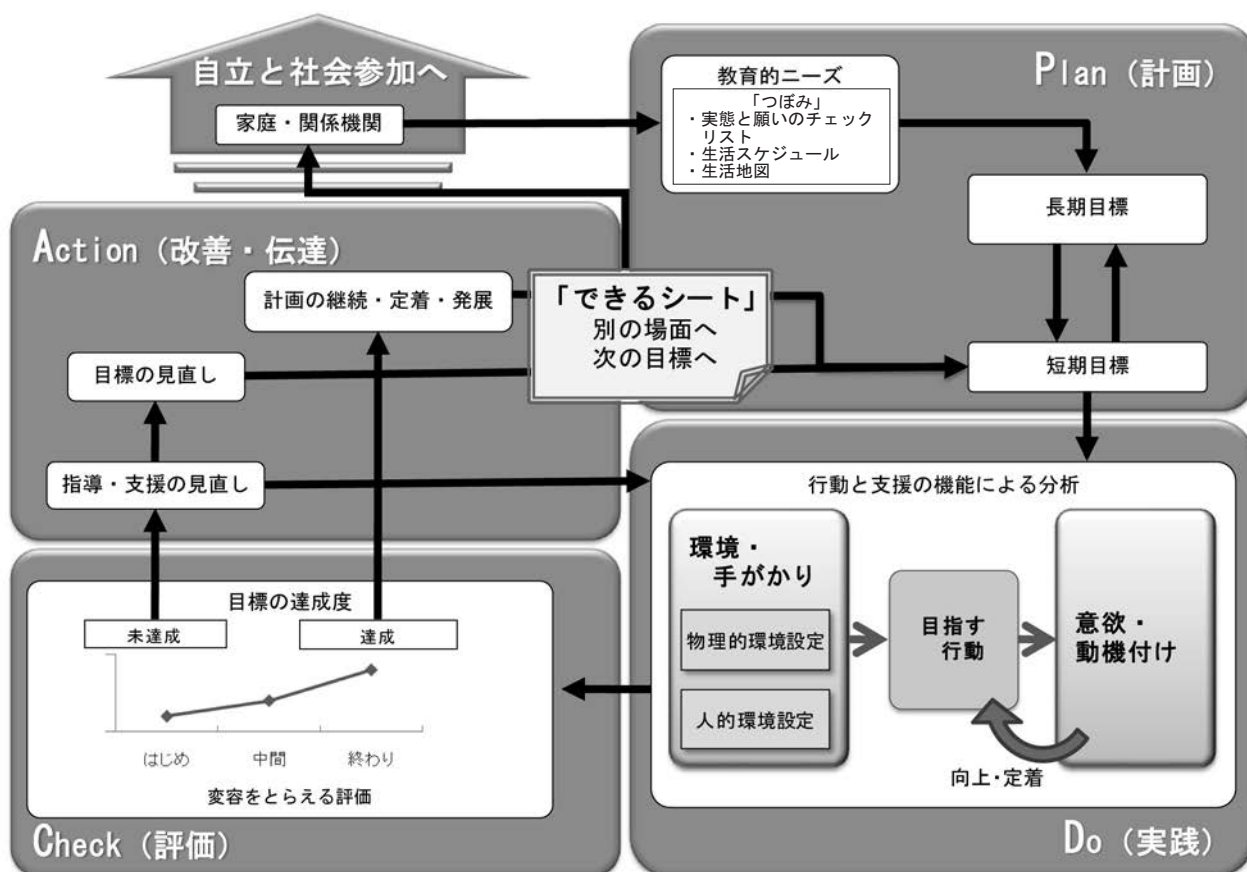 自立と社会参加へ
家庭・関係機関
Plan（計画）
教育的ニーズ
「つぼみ」
・実態と願いのチェック
リスト
・生活スケジュール
・生活地図
長期目標
短期目標
Action（改善・伝達）
計画の継続・定着・発展
目標の見直し
指導・支援の見直し
「できるシート」
別の場面へ
次の目標へ
行動と支援の機能による分析
環境・
手がかり
物理的環境設定
人的環境設定
目指す
行動
意欲・
動機付け
向上・定着
Do（実践）
目標の達成度
未達成
達成
はじめ
中間
終わり
変容をとらえる評価
Check（評価）